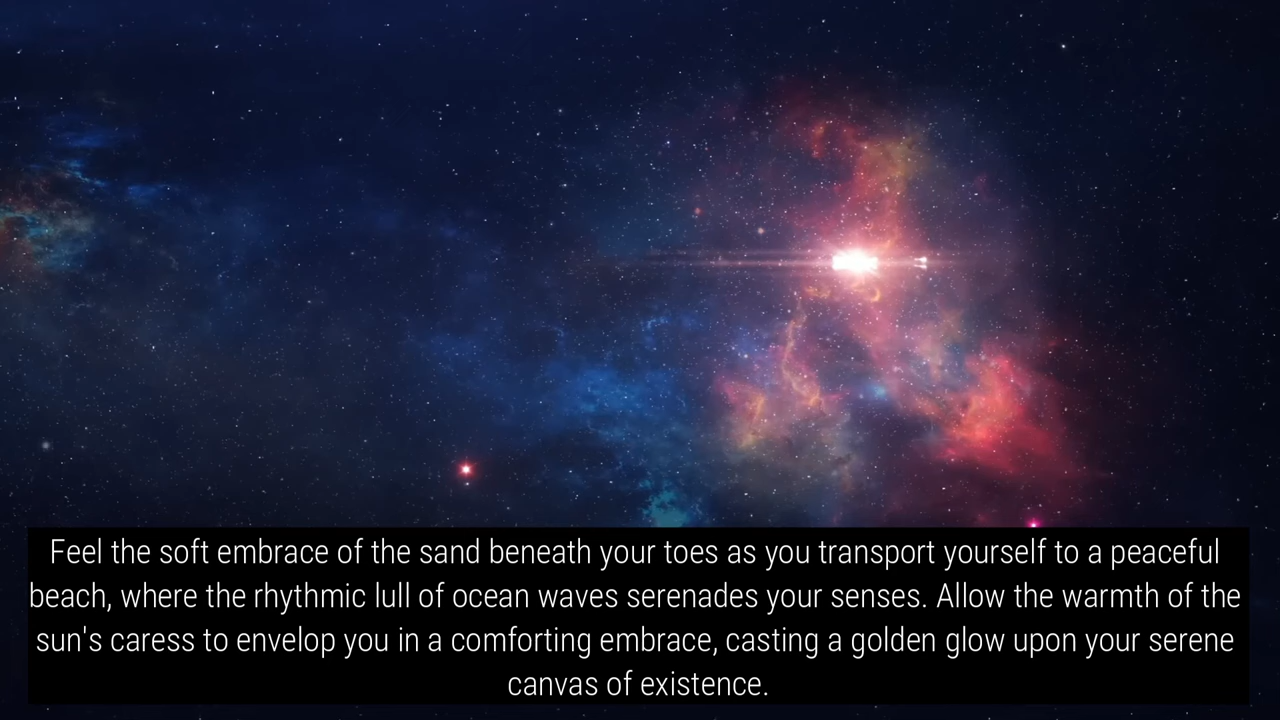 Feel the soft embrace of the sand beneath your toes as you transport yourself to a peaceful
beach, where the rhythmic lull of ocean waves serenades your senses. Allow the warmth of the
sun's caress to envelop you in a comforting embrace, casting a golden glow upon your serene
canvas of existence.